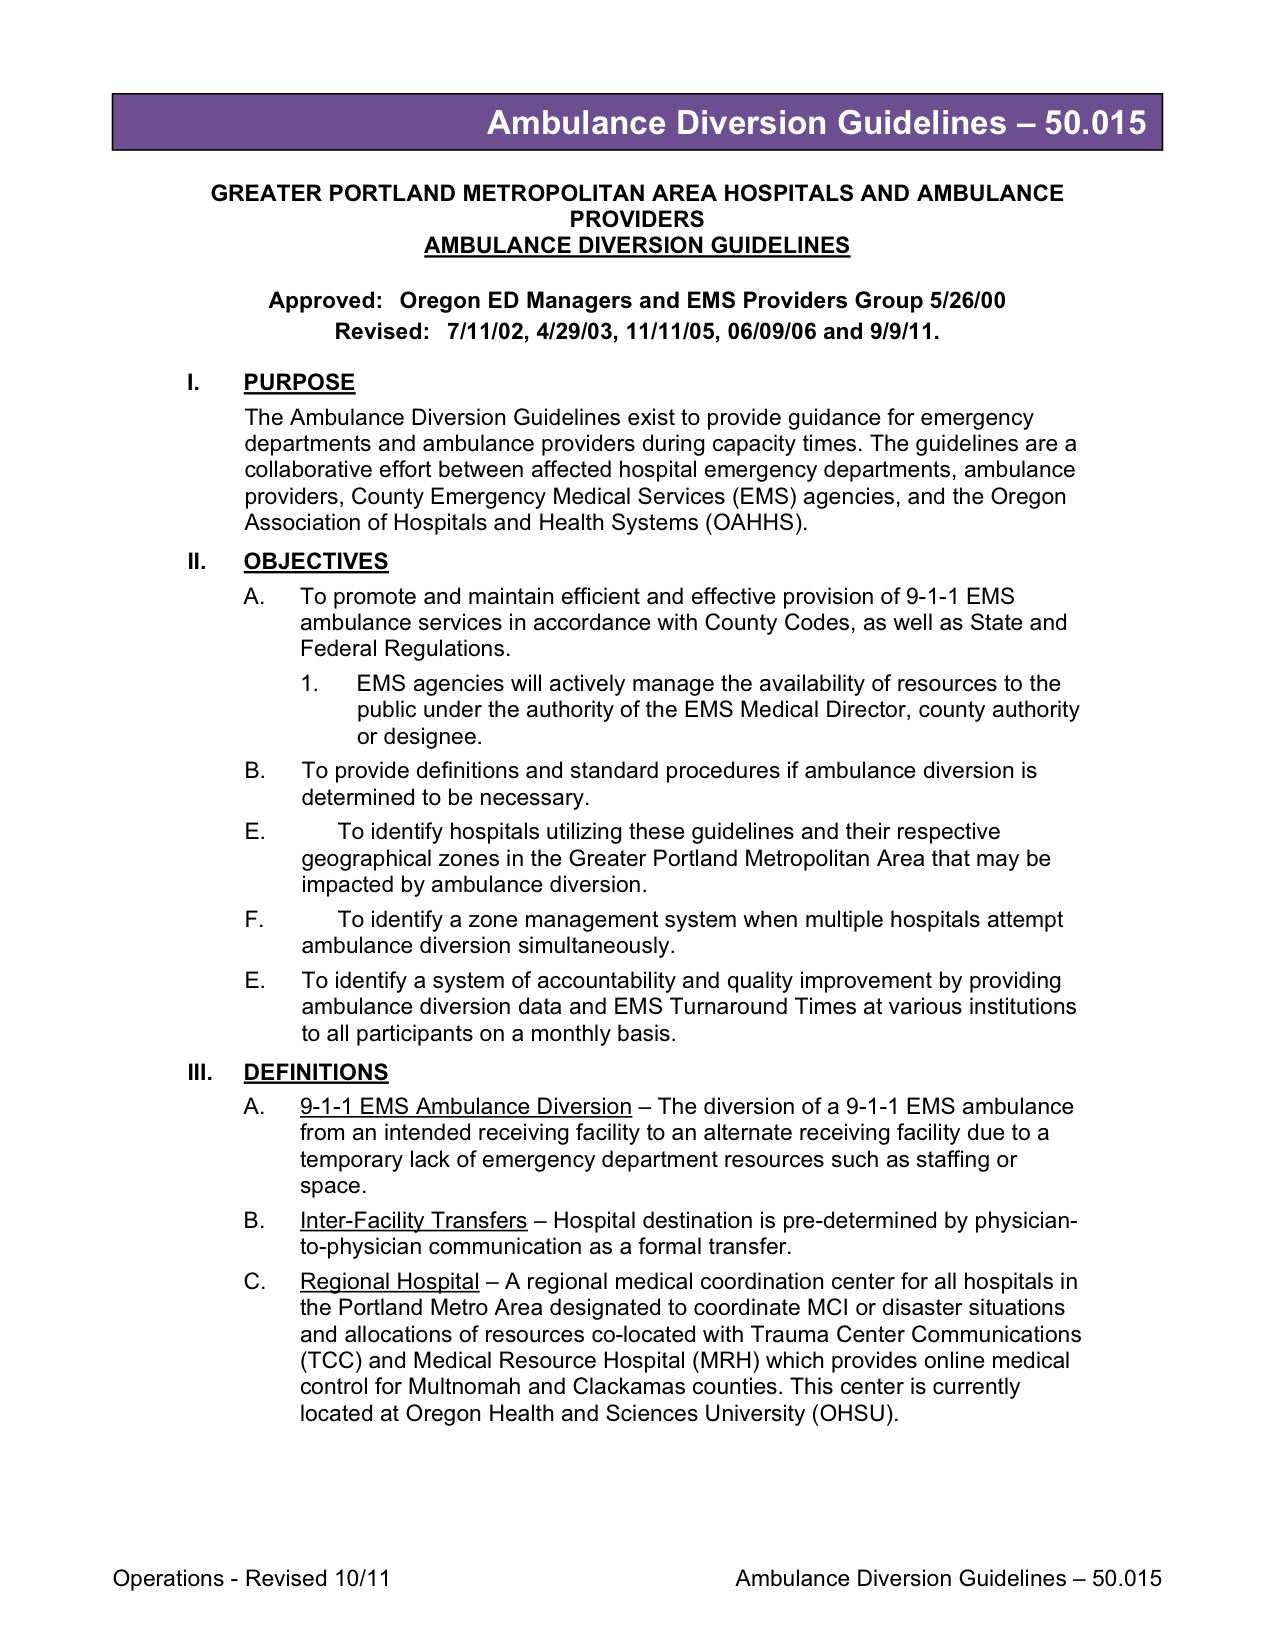 Ambulance Diversion Guidelines – 50.015
GREATER PORTLAND METROPOLITAN AREA HOSPITALS AND AMBULANCE
PROVIDERS
AMBULANCE DIVERSION GUIDELINES
Approved: Oregon ED Managers and EMS Providers Group 5/26/00
Revised: 7/11/02, 4/29/03, 11/11/05, 06/09/06 and 9/9/11.
I. PURPOSE
The Ambulance Diversion Guidelines exist to provide guidance for emergency
departments and ambulance providers during capacity times. The guidelines are a
collaborative effort between affected hospital emergency departments, ambulance
providers, County Emergency Medical Services (EMS) agencies, and the Oregon
Association of Hospitals and Health Systems (OAHHS).
II. OBJECTIVES
A. To promote and maintain efficient and effective provision of 9-1-1 EMS
ambulance services in accordance with County Codes, as well as State and
Federal Regulations.
1. EMS agencies will actively manage the availability of resources to the
public under the authority of the EMS Medical Director, county authority
or designee.
B. To provide definitions and standard procedures if ambulance diversion is
determined to be necessary.
E. To identify hospitals utilizing these guidelines and their respective
geographical zones in the Greater Portland Metropolitan Area that may be
impacted by ambulance diversion.
F. To identify a zone management system when multiple hospitals attempt
ambulance diversion simultaneously.
E. To identify a system of accountability and quality improvement by providing
ambulance diversion data and EMS Turnaround Times at various institutions
to all participants on a monthly basis.
III. DEFINITIONS
A. 9-1-1 EMS Ambulance Diversion – The diversion of a 9-1-1 EMS ambulance
from an intended receiving facility to an alternate receiving facility due to a
temporary lack of emergency department resources such as staffing or
space.
B. Inter-Facility Transfers – Hospital destination is pre-determined by physician-
to-physician communication as a formal transfer.
C. Regional Hospital – A regional medical coordination center for all hospitals in
the Portland Metro Area designated to coordinate MCI or disaster situations
and allocations of resources co-located with Trauma Center Communications
(TCC) and Medical Resource Hospital (MRH) which provides online medical
control for Multnomah and Clackamas counties. This center is currently
located at Oregon Health and Sciences University (OHSU).
Operations - Revised 10/11 Ambulance Diversion Guidelines – 50.015